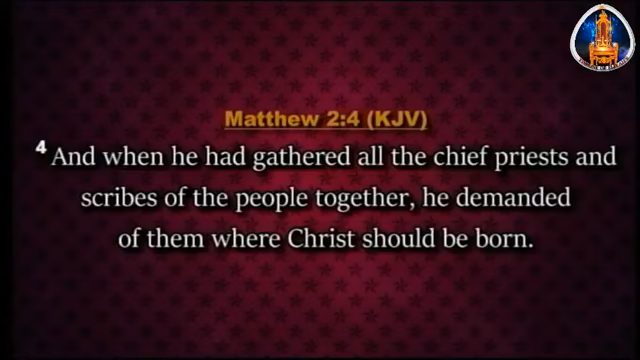 Matthew 2:4 (KJV)
4 And when he had gathered all the chief priests and
scribes of the people together, he demanded
of them where Christ should be born.